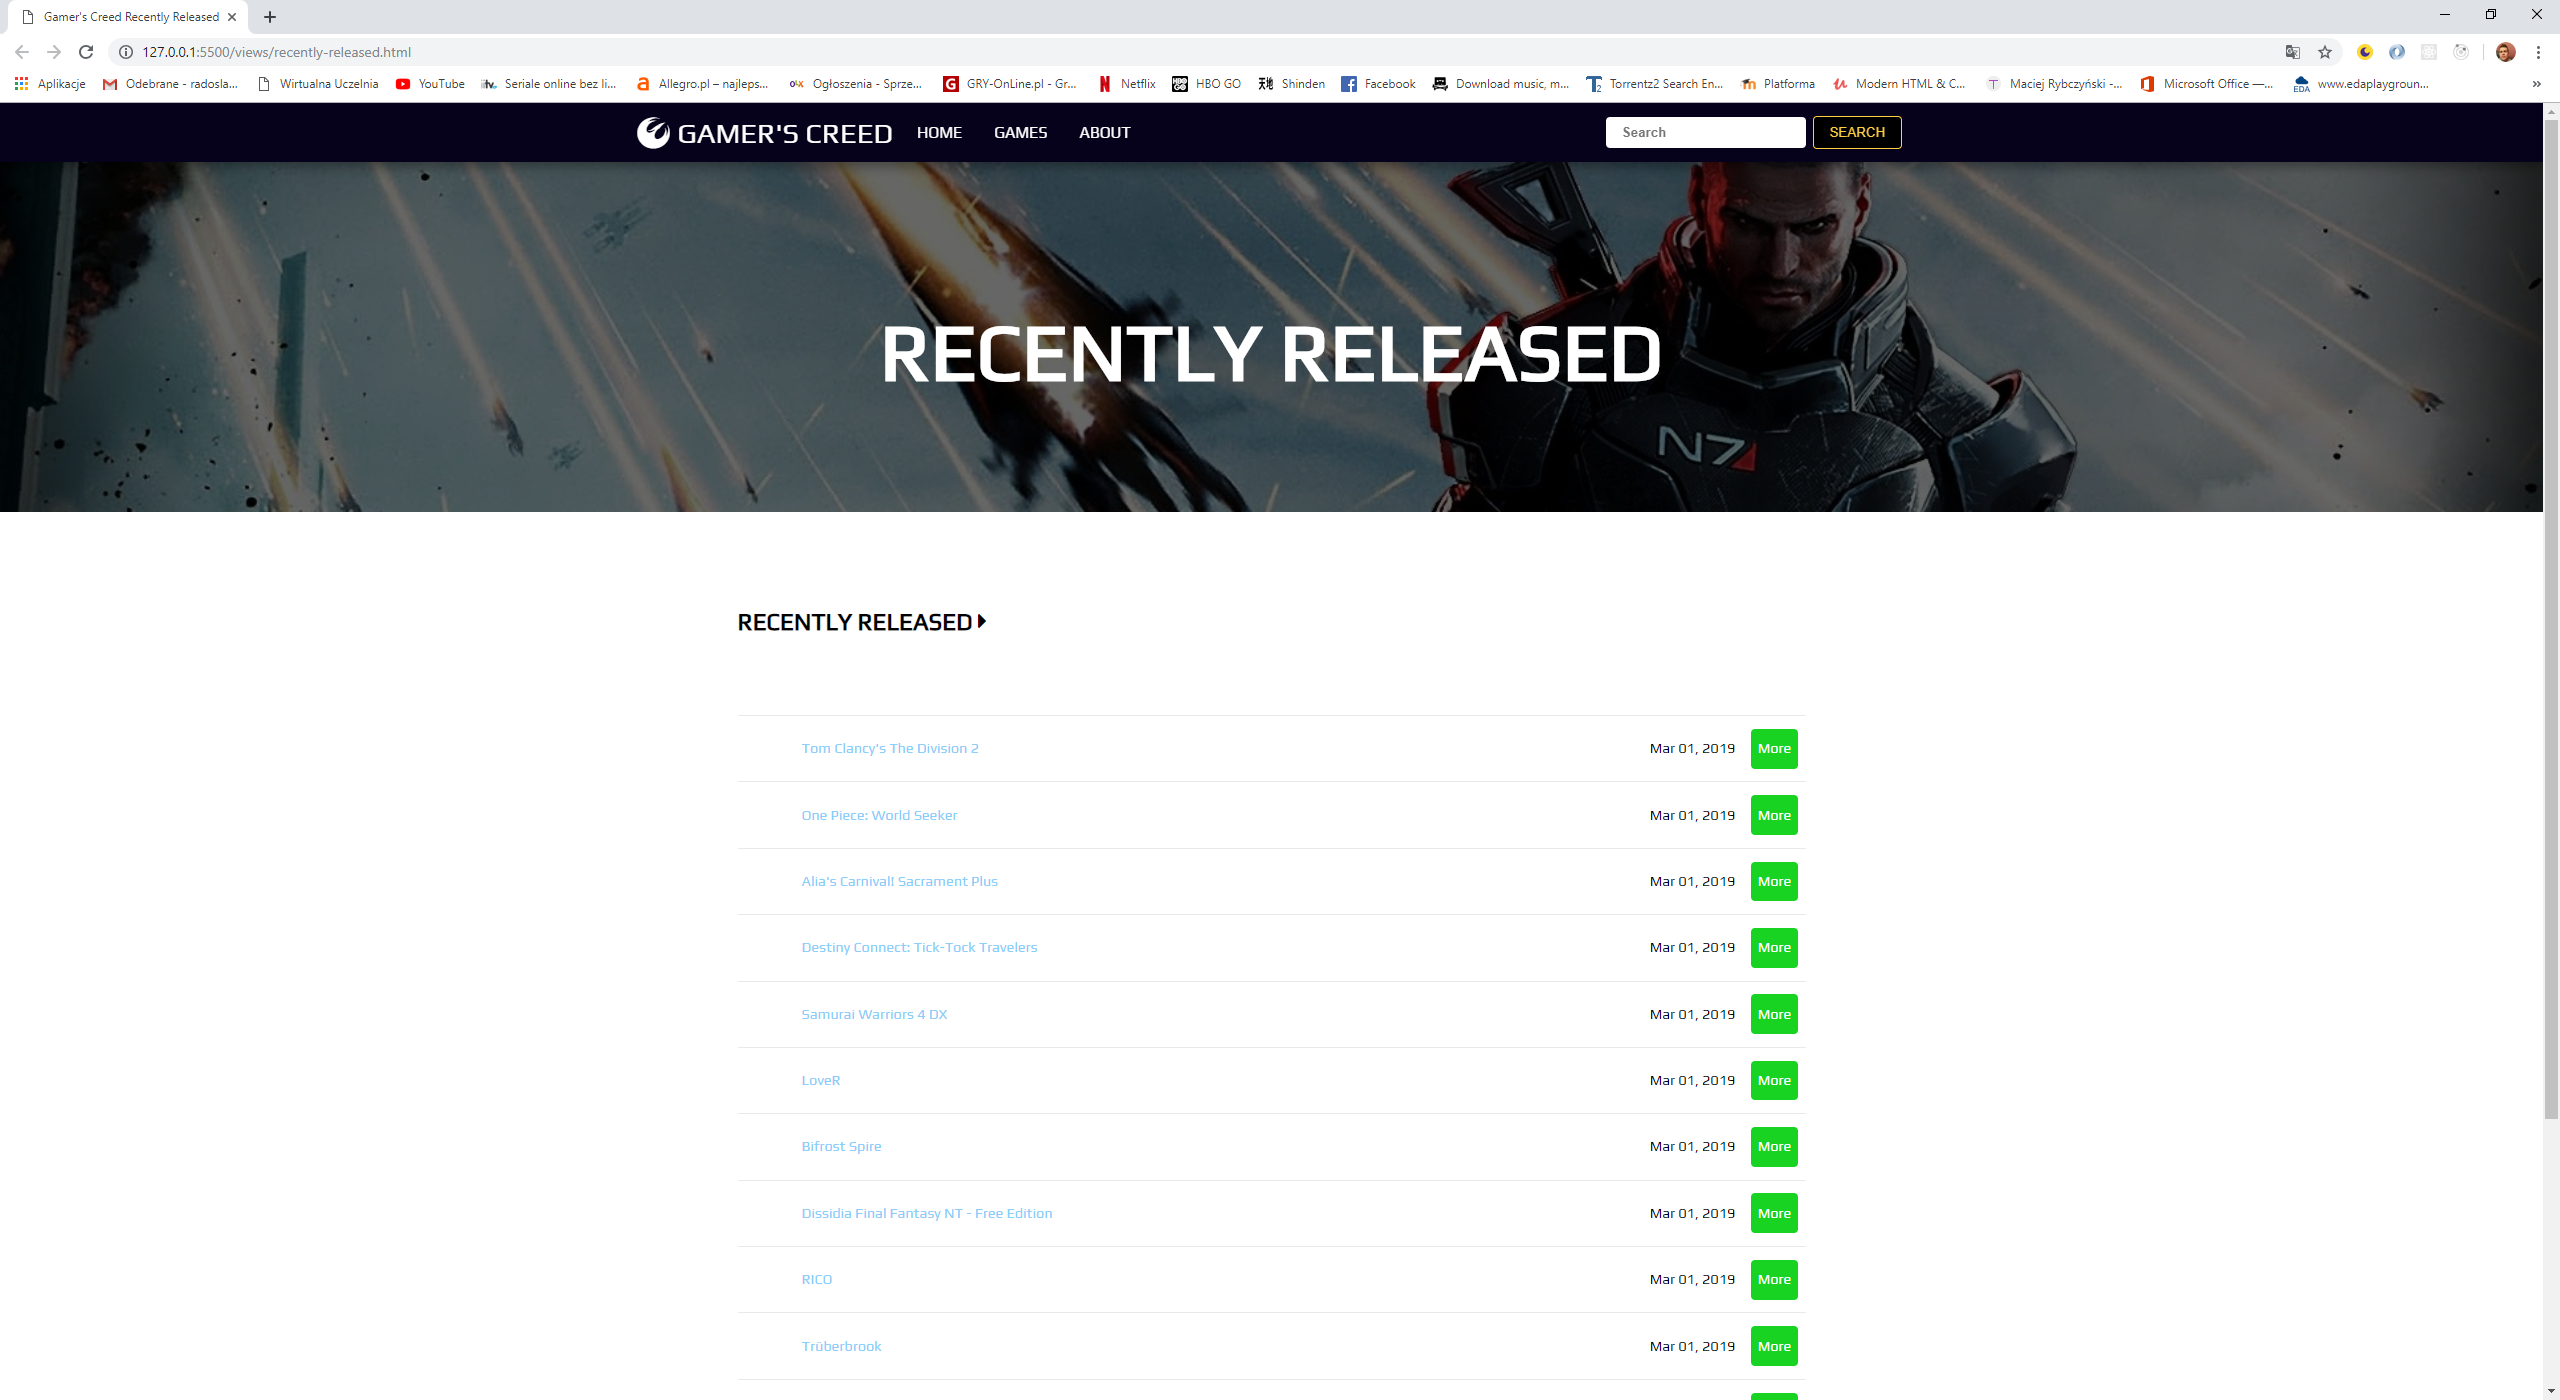 Gamer's Creed Recently Released
127.0.0.1:5500/views/recently-released.html
Aplikacje Odebrane - radosla... Wirtualna Uczelnia YouTube Seriale online bez li... Allegro.pl – najleps... Ogłoszenia - Sprze... GRY-OnLine.pl - Gr... Netflix HBO GO Shinden Facebook Download music, m... Torrentz2 Search En... Platforma Modern HTML & C... Maciej Rybczyński -... Microsoft Office —... www.edaplaygroun... »
GAMER'S CREED HOME GAMES ABOUT Search SEARCH
RECENTLY RELEASED
N7
RECENTLY RELEASED
Tom Clancy's The Division 2 Mar 01, 2019 More
One Piece: World Seeker Mar 01, 2019 More
Alia's Carnival! Sacrament Plus Mar 01, 2019 More
Destiny Connect: Tick-Tock Travelers Mar 01, 2019 More
Samurai Warriors 4 DX Mar 01, 2019 More
LoveR Mar 01, 2019 More
Bifrost Spire Mar 01, 2019 More
Dissidia Final Fantasy NT - Free Edition Mar 01, 2019 More
RICO Mar 01, 2019 More
Trüberbrook Mar 01, 2019 More